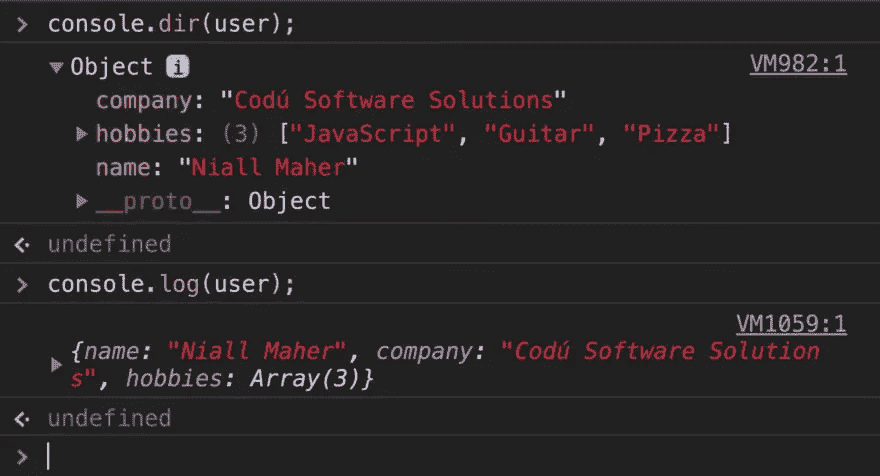 console.dir(user);
Object i VM982:1
company: "Codú Software Solutions"
hobbies: (3) ["JavaScript", "Guitar", "Pizza"]
name: "Niall Maher"
__proto__: Object
undefined
console.log(user);
VM1059:1
{name: "Niall Maher", company: "Codú Software Solution
s", hobbies: Array(3)}
undefined